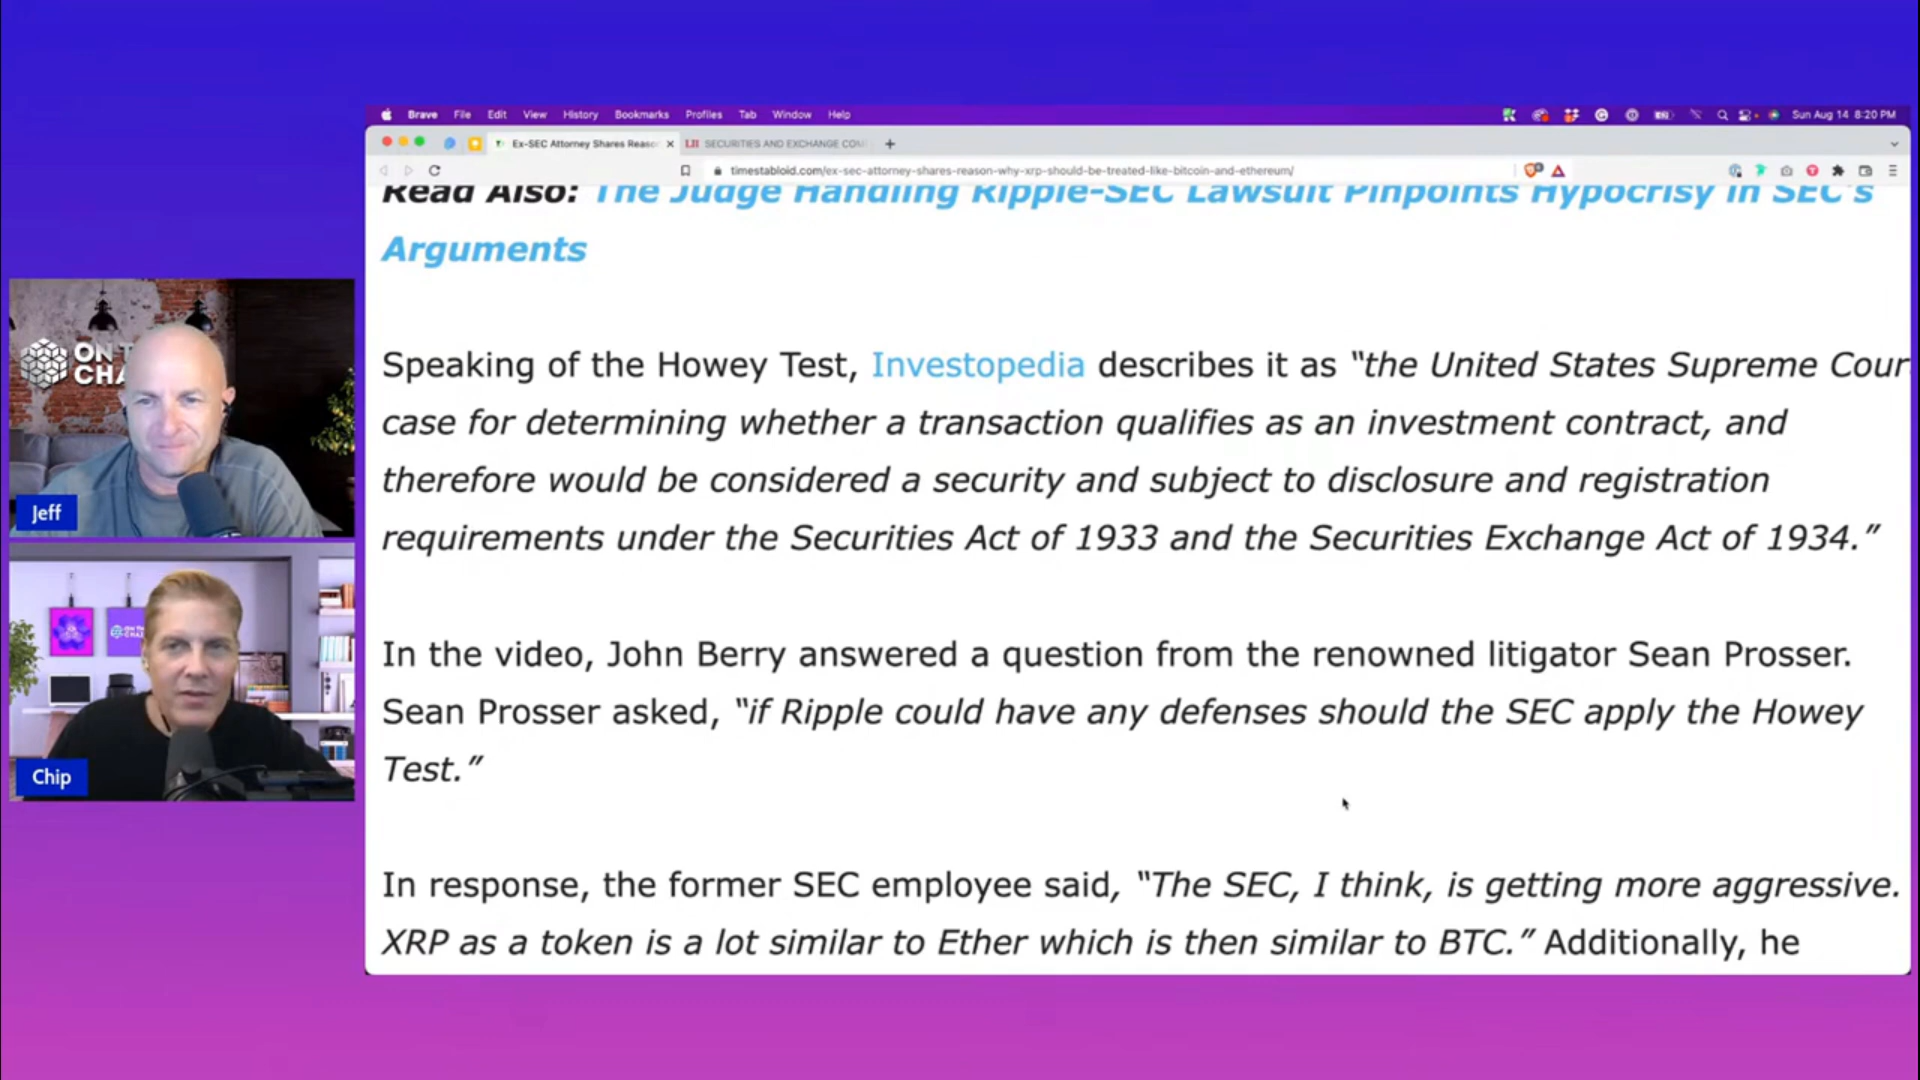 Brave File Edit View History Bookmarks Profiles Tab Window Help Sun Aug 14 8:20 PM
Ex-SEC Attorney Shares Reaso SECURITIES AND EXCHANGE COU
timestabloid.com/ex-sec-attorney-shares-reason-why-xrp-should-be-treated-like-bitcoin-and-ethereum/
Read Also: The Judge Handling Ripple-SEC Lawsuit Pinpoints Hypocrisy in SEC's
Arguments
Speaking of the Howey Test, Investopedia describes it as “the United States Supreme Cour
case for determining whether a transaction qualifies as an investment contract, and
therefore would be considered a security and subject to disclosure and registration
requirements under the Securities Act of 1933 and the Securities Exchange Act of 1934.”
In the video, John Berry answered a question from the renowned litigator Sean Prosser.
Sean Prosser asked, “if Ripple could have any defenses should the SEC apply the Howey
Test.”
In response, the former SEC employee said, “The SEC, I think, is getting more aggressive.
XRP as a token is a lot similar to Ether which is then similar to BTC.” Additionally, he
ON T
CHA
Jeff
Chip